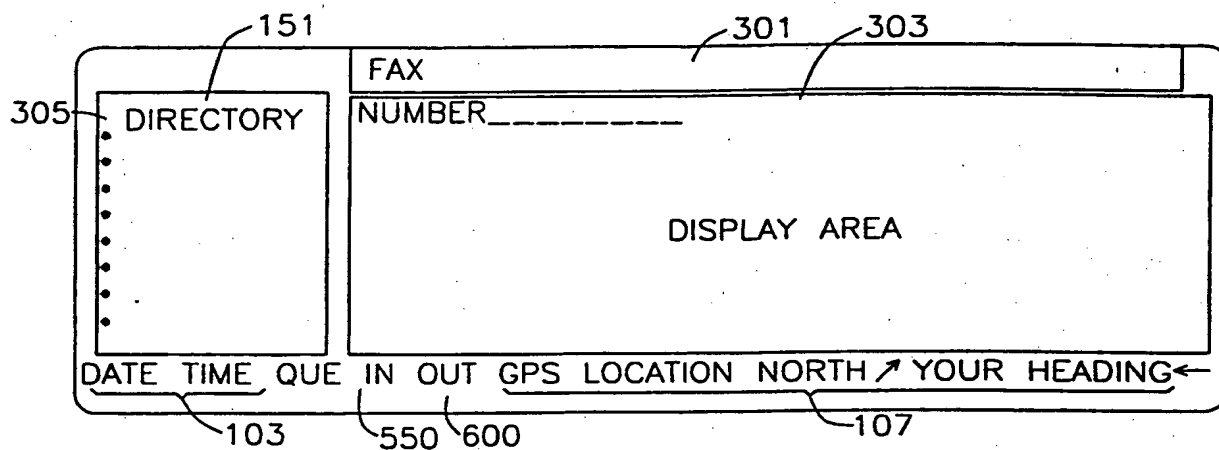 151
301
303
FAX
305
DIRECTORY
NUMBER_________
DISPLAY AREA
DATE TIME QUE IN OUT GPS LOCATION NORTH↗ YOUR HEADING←
103
550
600
107